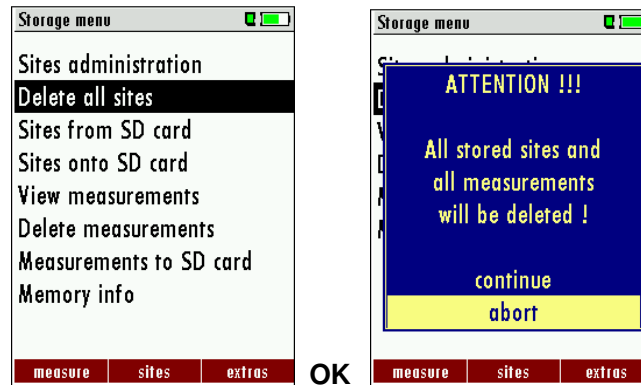 Storage menu
Sites administration
Delete all sites
Sites from SD card
Sites onto SD card
View measurements
Delete measurements
Measurements to SD card
Memory info
measure sites extras
OK
Storage menu
ATTENTION !!!
All stored sites and
all measurements
will be deleted !
continue
abort
measure sites extras